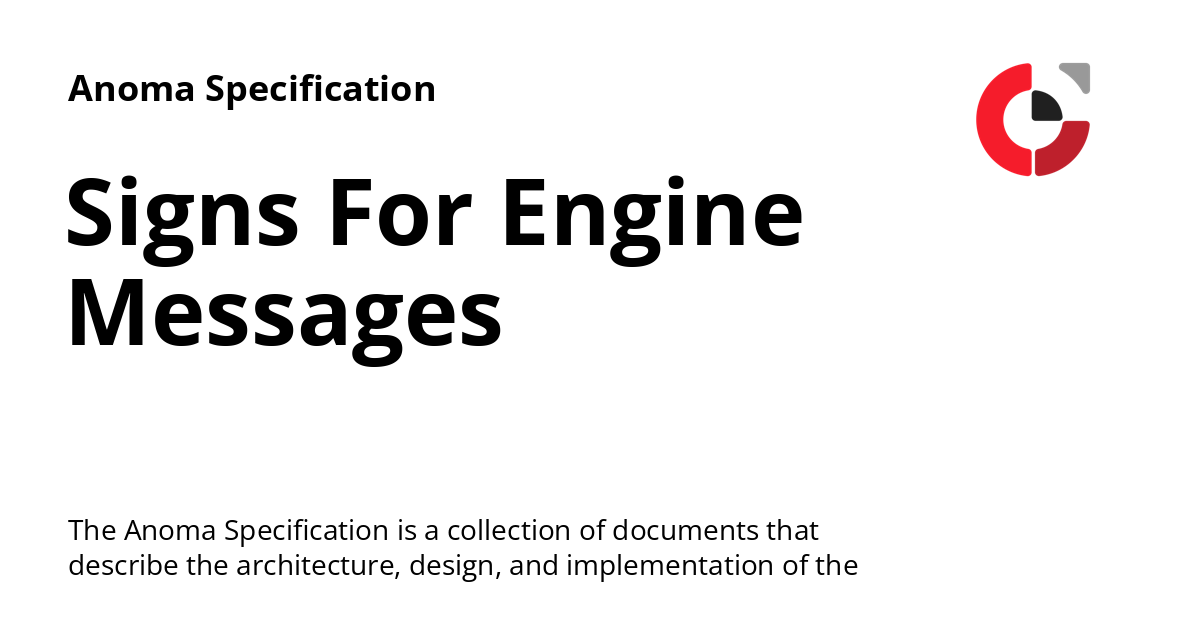 Anoma Specification
Signs For Engine
Messages
The Anoma Specification is a collection of documents that
describe the architecture, design, and implementation of the